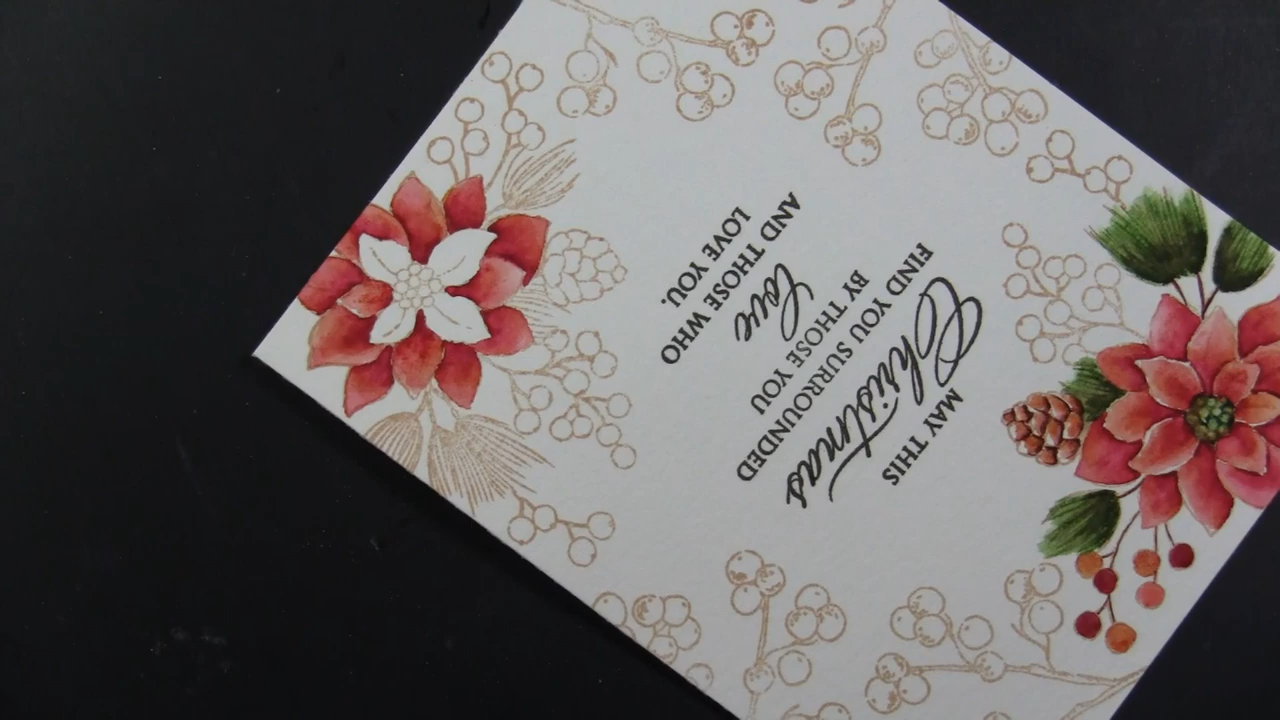 MAY THIS
Christmas
FIND YOU SURROUNDED
BY THOSE YOU
love
AND THOSE WHO
LOVE YOU.